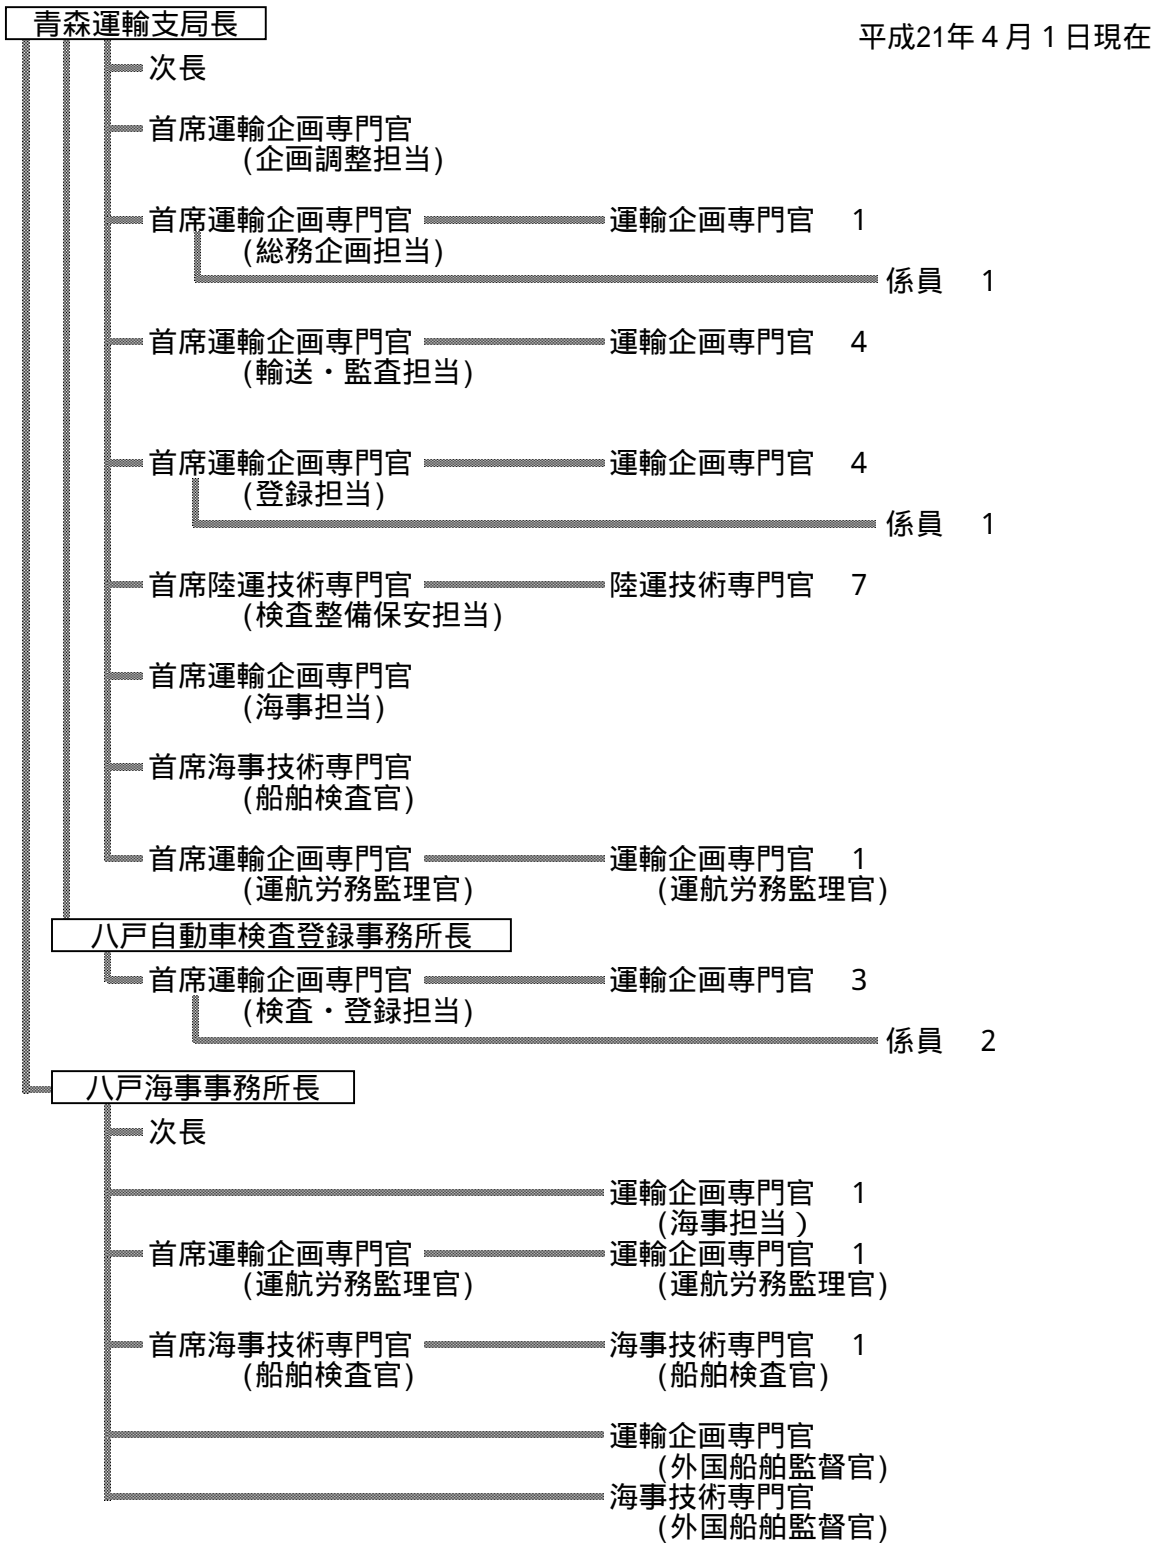 青森運輸支局長
平成21年４月１日現在
次長
首席運輸企画専門官
(企画調整担当)
首席運輸企画専門官 運輸企画専門官 1
(総務企画担当)
係員 1
首席運輸企画専門官 運輸企画専門官 4
(輸送・監査担当)
首席運輸企画専門官 運輸企画専門官 4
(登録担当)
係員 1
首席陸運技術専門官 陸運技術専門官 7
(検査整備保安担当)
首席運輸企画専門官
(海事担当)
首席海事技術専門官
(船舶検査官)
首席運輸企画専門官 運輸企画専門官 1
(運航労務監理官) (運航労務監理官)
八戸自動車検査登録事務所長
首席運輸企画専門官 運輸企画専門官 3
(検査・登録担当)
係員 2
八戸海事事務所長
次長
運輸企画専門官 1
(海事担当）
首席運輸企画専門官 運輸企画専門官 1
(運航労務監理官) (運航労務監理官)
首席海事技術専門官 海事技術専門官 1
(船舶検査官) (船舶検査官)
運輸企画専門官
(外国船舶監督官)
海事技術専門官
(外国船舶監督官)